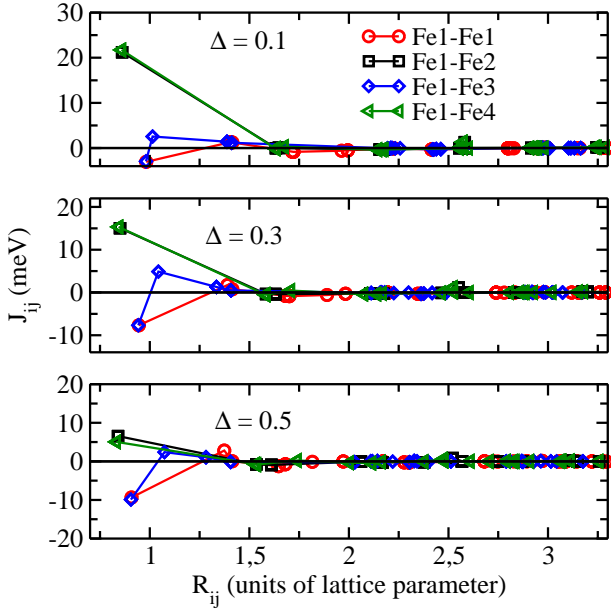 30
20
10
0
Δ = 0.1
Fe1-Fe1
Fe1-Fe2
Fe1-Fe3
Fe1-Fe4
20
10
0
-10
Δ = 0.3
J_ij (meV)
20
10
0
-10
20
Δ = 0.5
1 1,5 2 2,5 3
R_ij (units of lattice parameter)